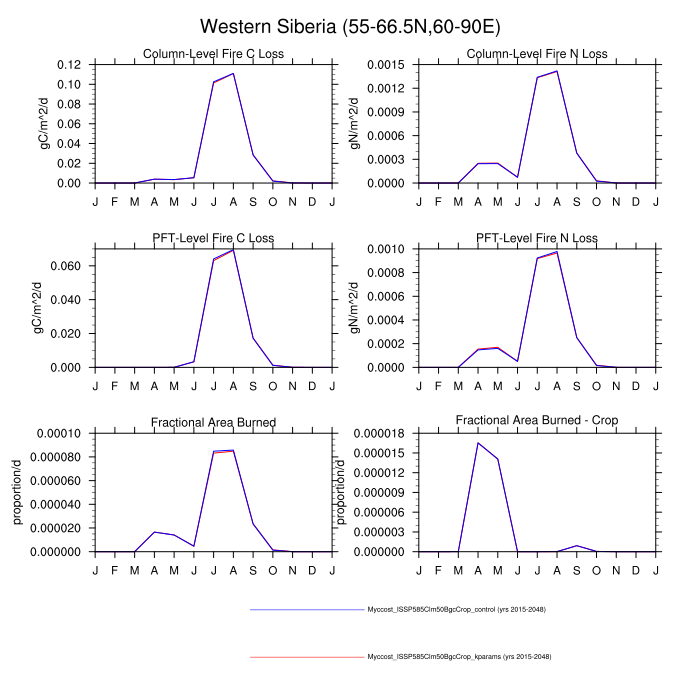 Western Siberia (55-66.5N,60-90E)
Column-Level Fire C Loss
gC/m^2/d
0.12
0.10
0.08
0.06
0.04
0.02
0.00
J F M A M J J A S O N D J
Column-Level Fire N Loss
gN/m^2/d
0.0015
0.0012
0.0009
0.0006
0.0003
0.0000
J F M A M J J A S O N D J
PFT-Level Fire C Loss
gC/m^2/d
0.060
0.040
0.020
0.000
J F M A M J J A S O N D J
PFT-Level Fire N Loss
gN/m^2/d
0.0010
0.0008
0.0006
0.0004
0.0002
0.0000
J F M A M J J A S O N D J
Fractional Area Burned
proportion/d
0.00010
0.000080
0.000060
0.000040
0.000020
0.000000
J F M A M J J A S O N D J
Fractional Area Burned - Crop
proportion/d
0.000018
0.000015
0.000012
0.000009
0.000006
0.000003
0.000000
J F M A M J J A S O N D J
Myccost_ISSP585Clm50BgcCrop_control (yrs 2015-2048)
Myccost_ISSP585Clm50BgcCrop_kparams (yrs 2015-2048)